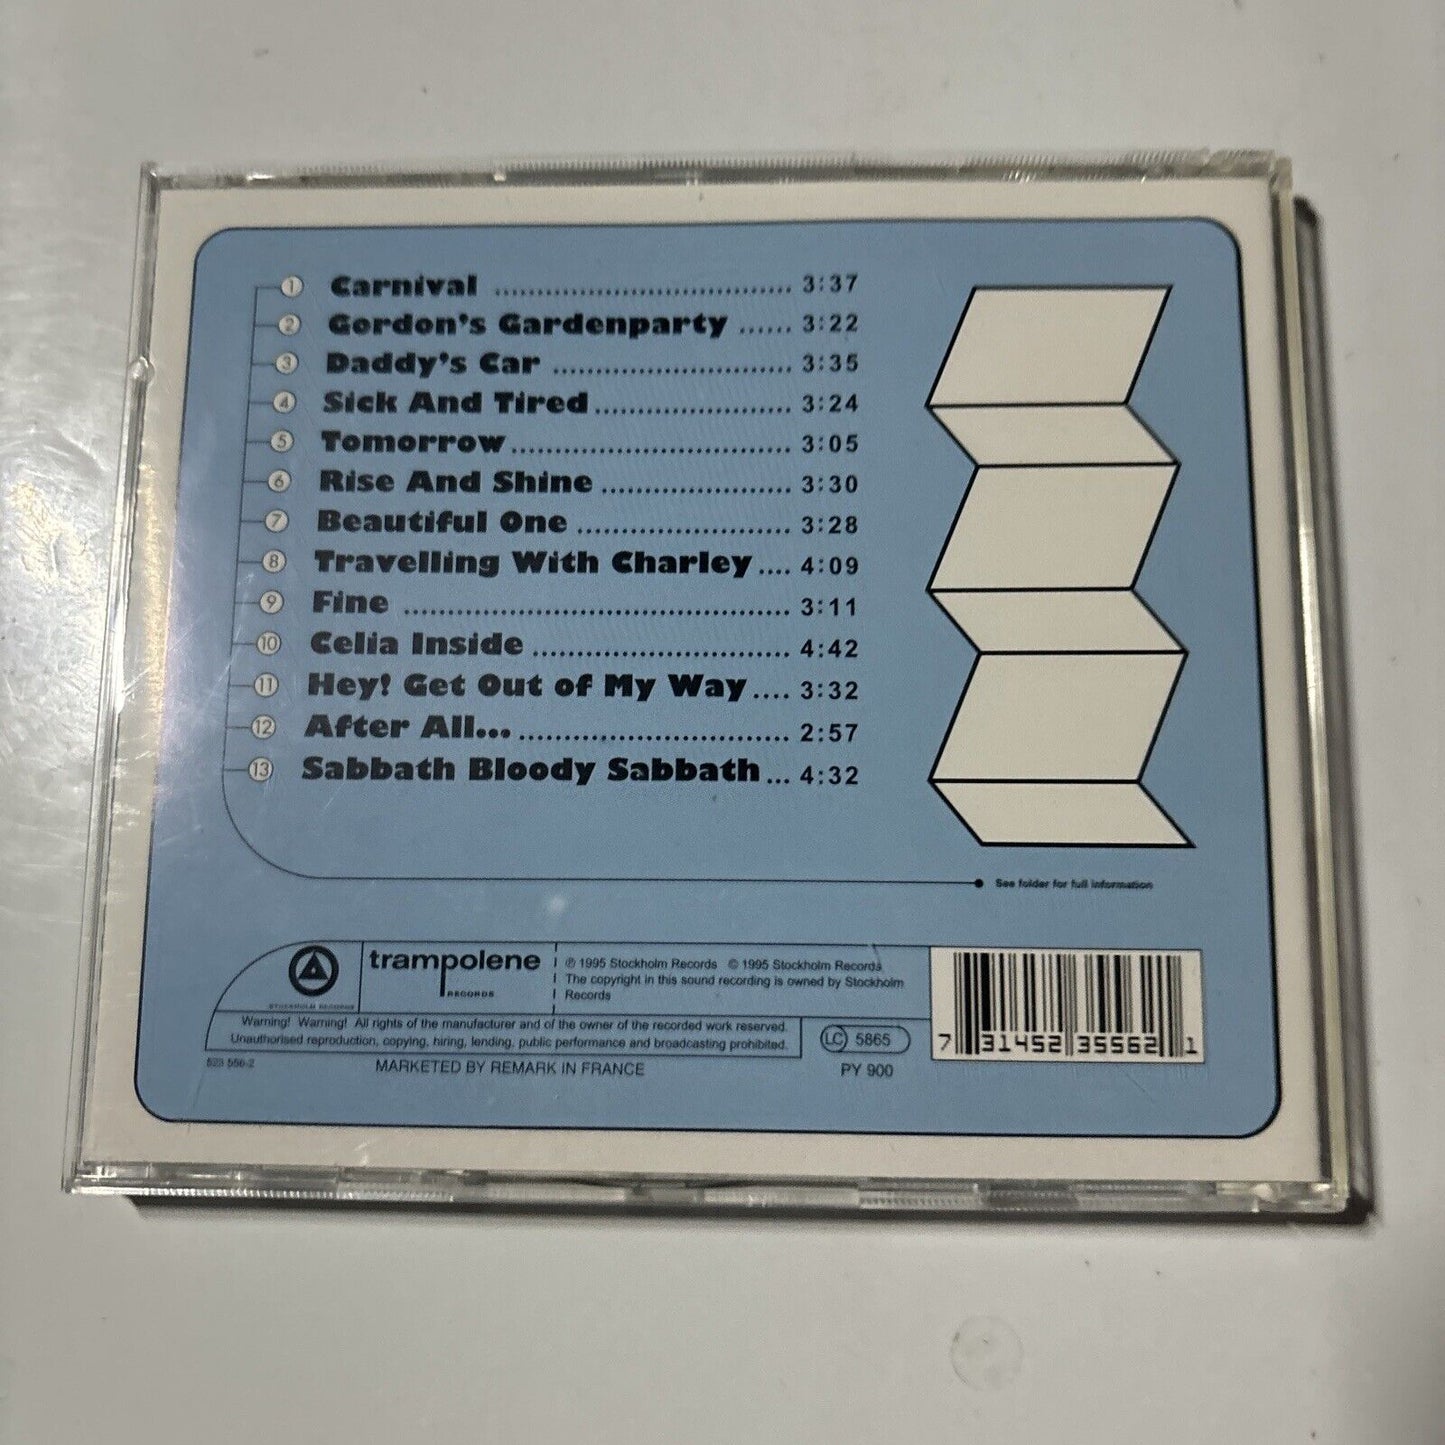 1 Carnival .................................... 3:37
2 Gordon's Gardenparty ...... 3:22
3 Daddy's Car ............................ 3:35
4 Sick And Tired....................... 3:24
5 Tomorrow................................. 3:05
6 Rise And Shine ...................... 3:30
7 Beautiful One ......................... 3:28
8 Travelling With Charley.... 4:09
9 Fine ............................................ 3:11
10 Celia Inside .............................. 4:42
11 Hey! Get Out of My Way.... 3:32
12 After All... .............................. 2:57
13 Sabbath Bloody Sabbath... 4:32
See folder for full information
STOCKHOLM RECORDS
trampolene
RECORDS
℗ 1995 Stockholm Records © 1995 Stockholm Records
The copyright in this sound recording is owned by Stockholm
Records
Warning! Warning! All rights of the manufacturer and of the owner of the recorded work reserved.
Unauthorised reproduction, copying, hiring, lending, public performance and broadcasting prohibited.
LC 5865
523 556-2
MARKETED BY REMARK IN FRANCE
PY 900
7 31452 35562 1